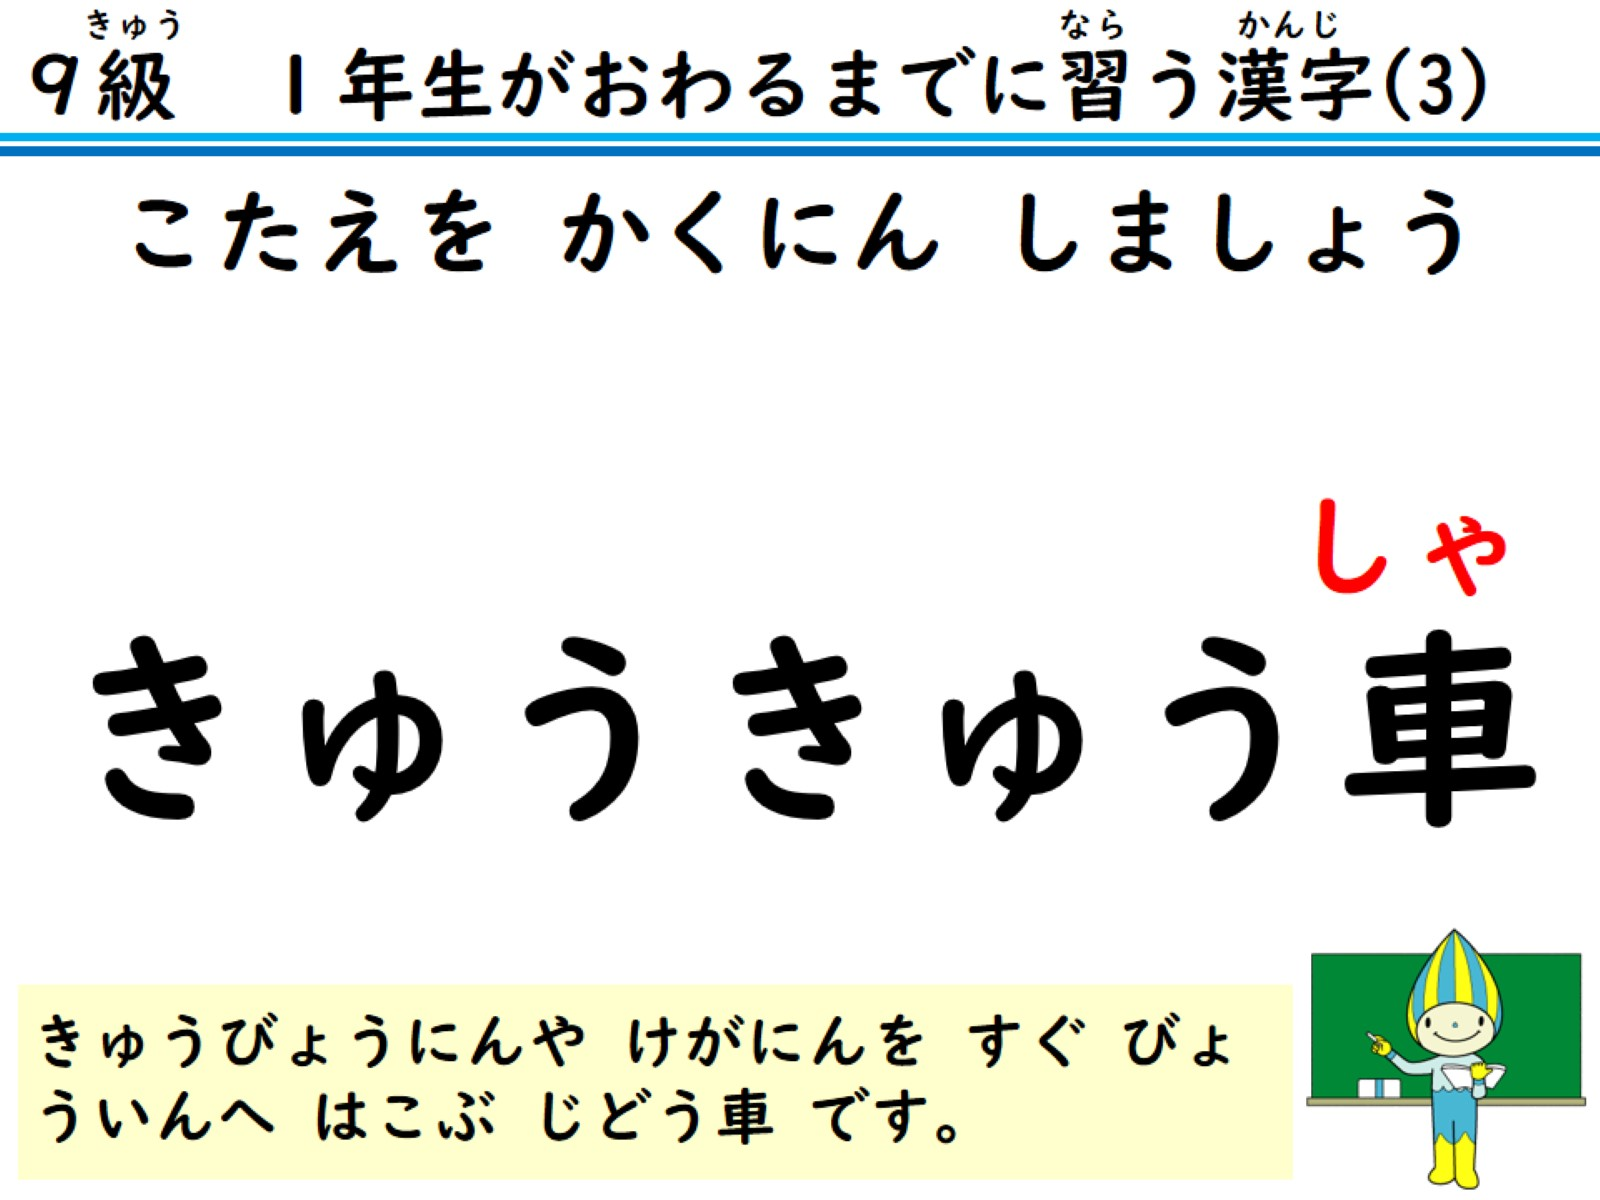 きゅう なら かんじ
9級 1年生がおわるまでに習う漢字(3)
こたえを かくにん しましょう
しゃ
きゅうきゅう車
きゅうびょうにんや けがにんを すぐ びょ
ういんへ はこぶ じどう車 です。